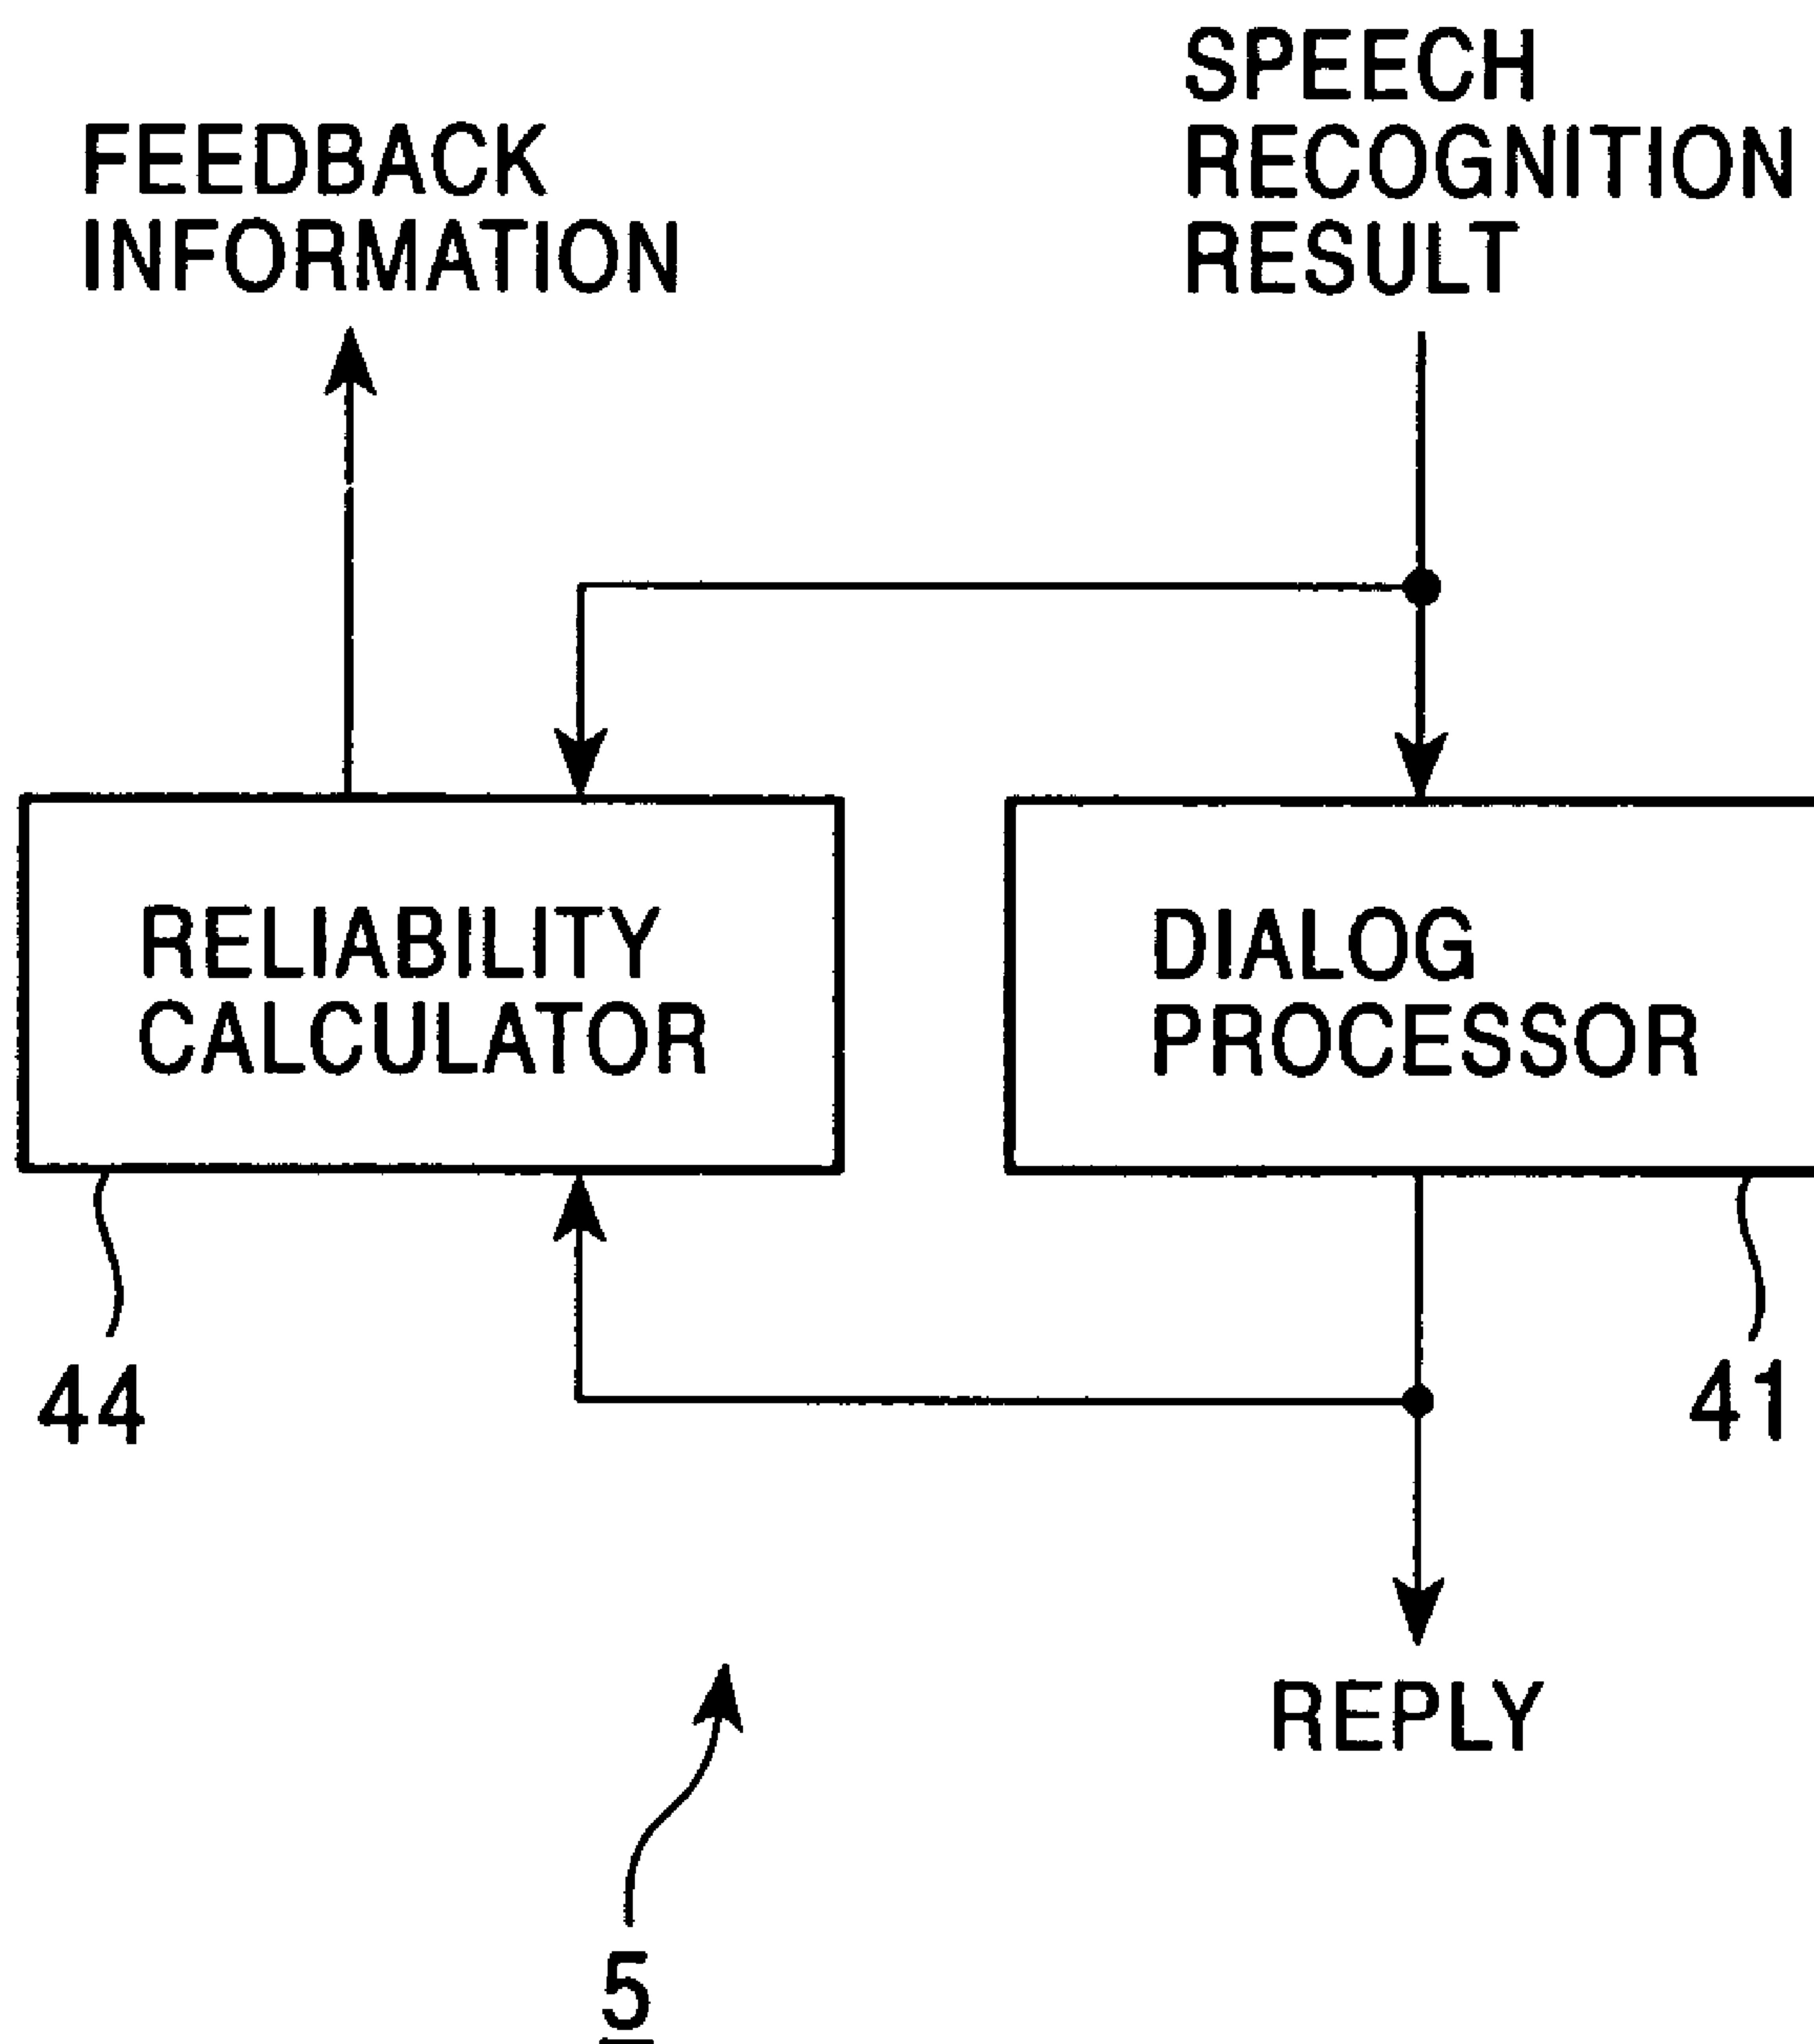 FEEDBACK
INFORMATION
SPEECH
RECOGNITION
RESULT
RELIABILITY
CALCULATOR
DIALOG
PROCESSOR
44
41
REPLY
5